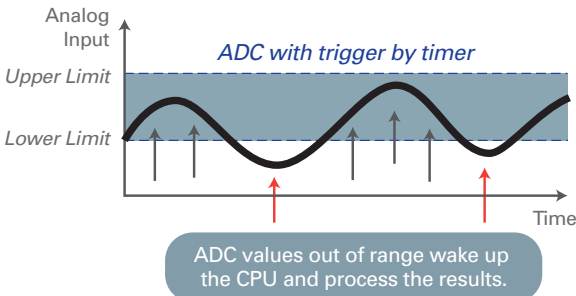 Analog
Input
ADC with trigger by timer
Upper Limit
Lower Limit
Time
ADC values out of range wake up
the CPU and process the results.